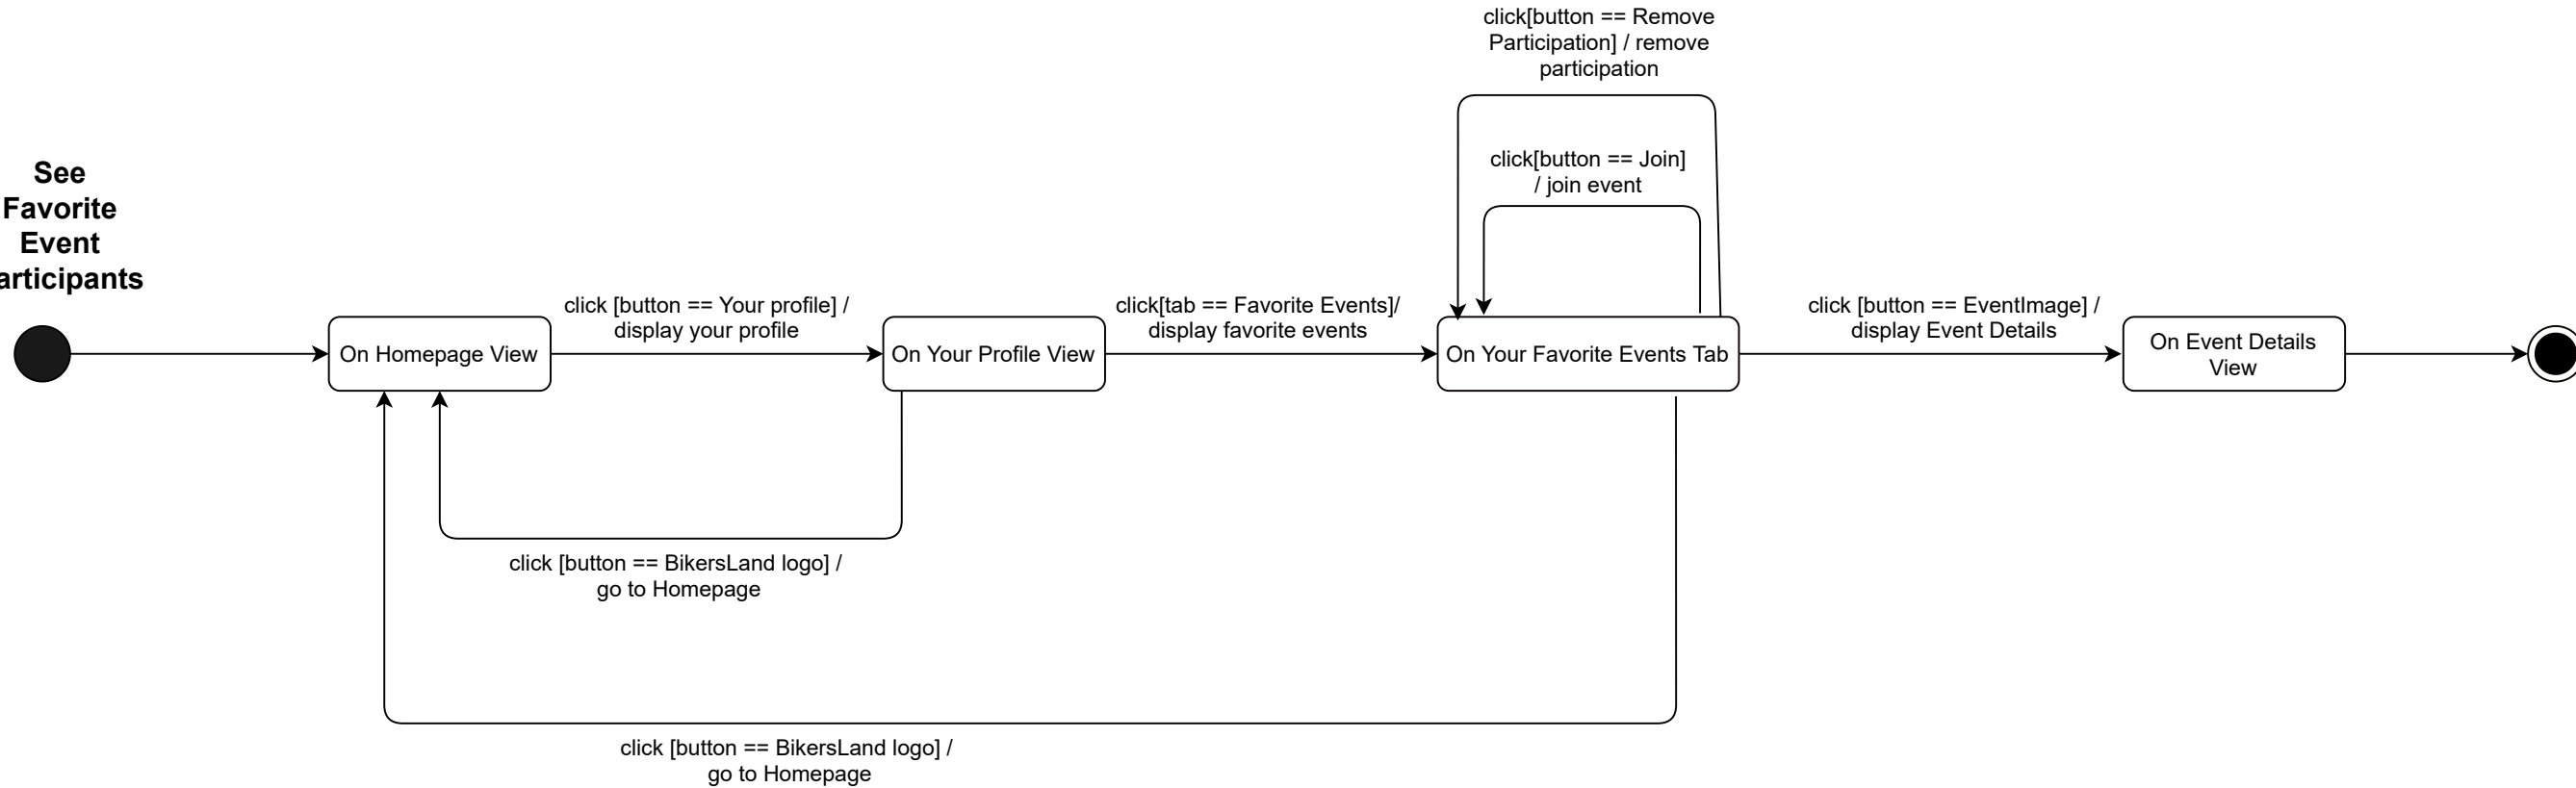 click[button == Remove
Participation] / remove
participation
click[button == Join]
/ join event
See
Favorite
Event
articipants
click [button == Your profile] /
display your profile
click[tab == Favorite Events]/
display favorite events
click [button == EventImage] /
display Event Details
On Homepage View
On Your Profile View
On Your Favorite Events Tab
On Event Details
View
click [button == BikersLand logo] /
go to Homepage
click [button == BikersLand logo] /
go to Homepage